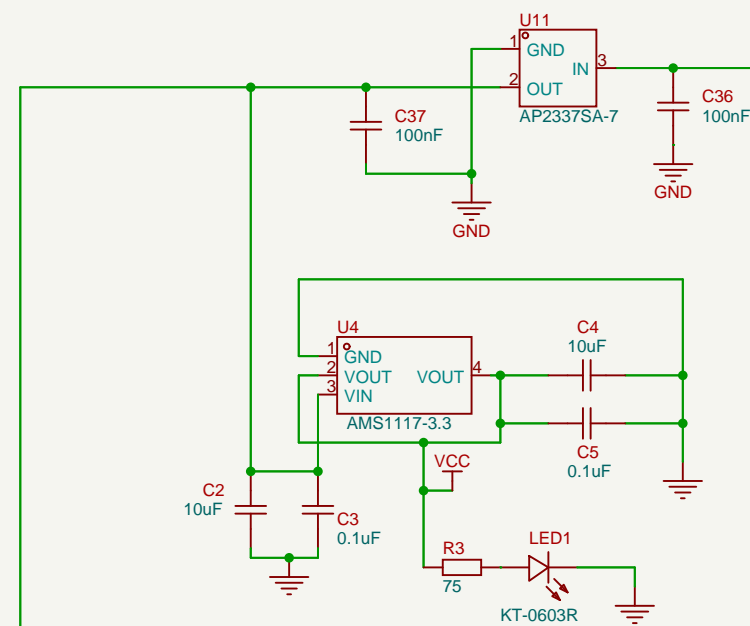 U11
1
GND
IN
3
2
OUT
AP2337SA-7
C37
100nF
C36
100nF
GND
GND
U4
1
GND
2
VOUT
VOUT
4
3
VIN
AMS1117-3.3
C4
10uF
C5
0.1uF
VCC
C2
10uF
C3
0.1uF
R3
75
LED1
KT-0603R